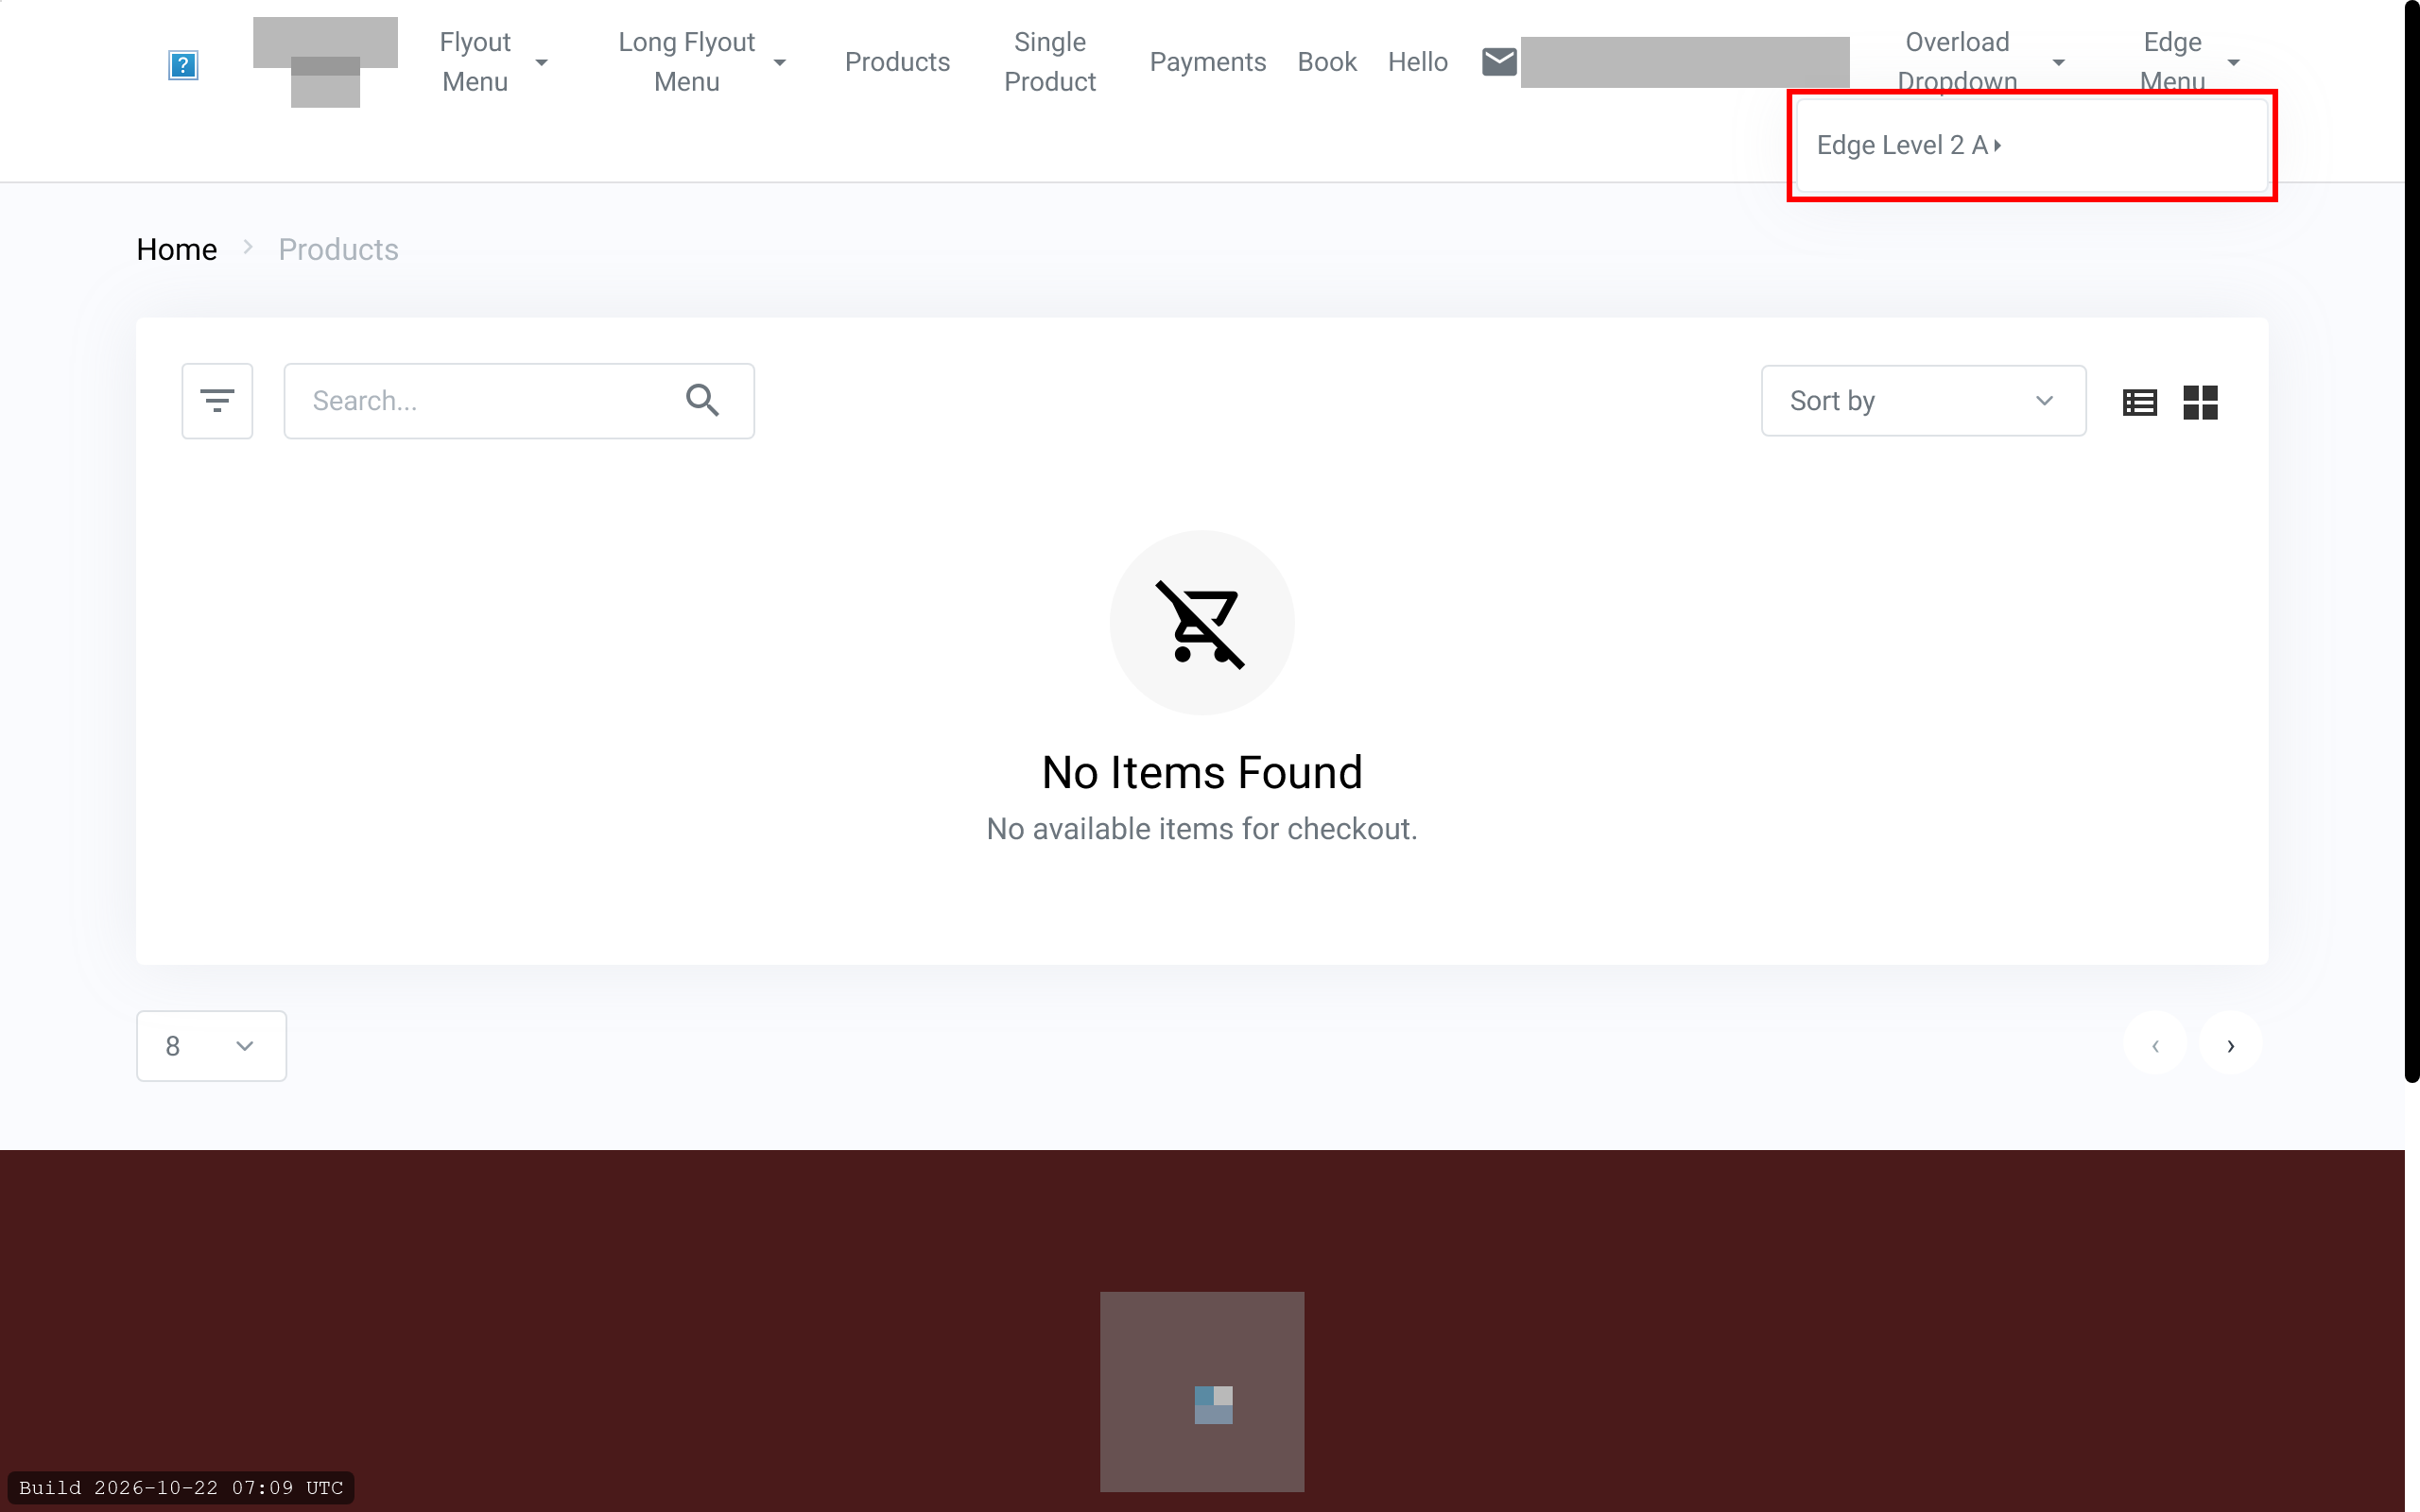 Flyout
Menu
Long Flyout
Menu
Products
Single
Product
Payments
Book
Hello
Overload
Dropdown
Edge
Menu
Edge Level 2 A
Home
Products
Search...
Sort by
No Items Found
No available items for checkout.
8
Build 2026-10-22 07:09 UTC